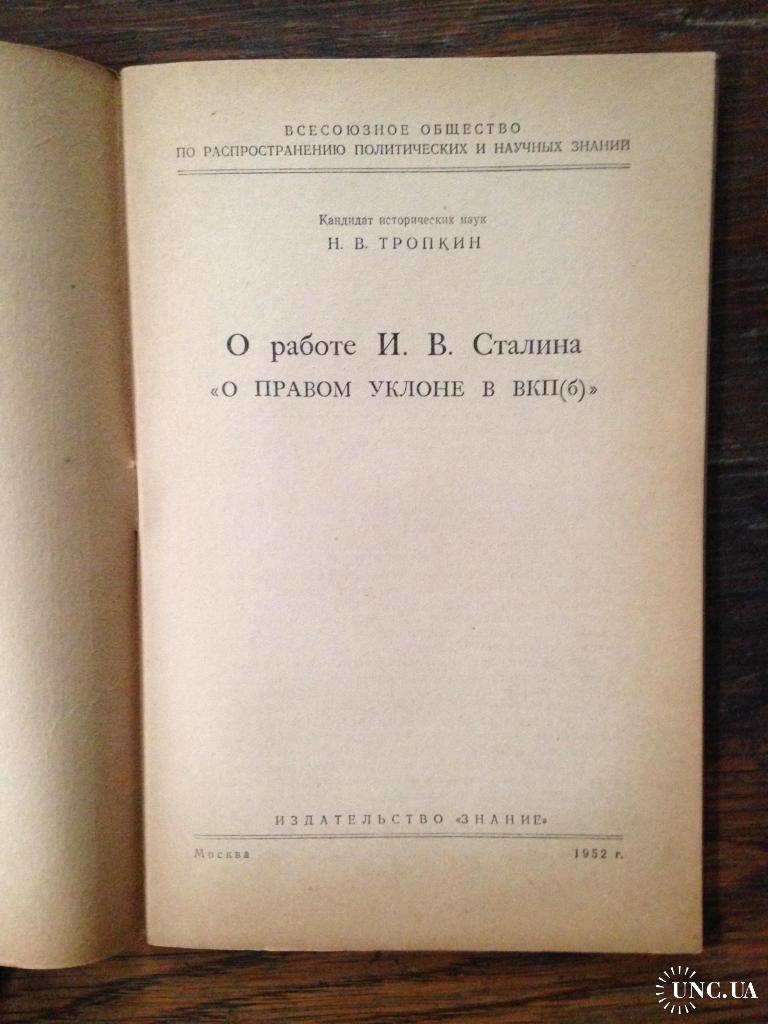 ВСЕСОЮЗНОЕ ОБЩЕСТВО
ПО РАСПРОСТРАНЕНИЮ ПОЛИТИЧЕСКИХ И НАУЧНЫХ ЗНАНИЙ
Кандидат исторических наук
Н. В. ТРОПКИН
О работе И. В. Сталина
«О ПРАВОМ УКЛОНЕ В ВКП(б)»
ИЗДАТЕЛЬСТВО «ЗНАНИЕ»
Москва 1952 г.
UNC.UA